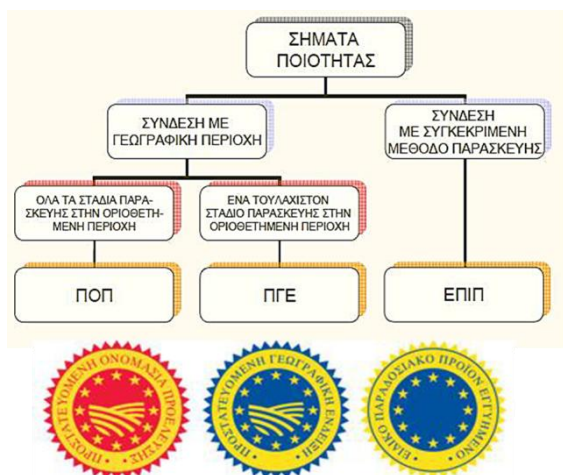 ΣΗΜΑΤΑ
ΠΟΙΟΤΗΤΑΣ
ΣΥΝΔΕΣΗ ΜΕ
ΓΕΩΓΡΑΦΙΚΗ ΠΕΡΙΟΧΗ
ΣΥΝΔΕΣΗ
ΜΕ ΣΥΓΚΕΚΡΙΜΕΝΗ
ΜΕΘΟΔΟ ΠΑΡΑΣΚΕΥΗΣ
ΟΛΑ ΤΑ ΣΤΑΔΙΑ ΠΑΡΑ-
ΣΚΕΥΗΣ ΣΤΗΝ ΟΡΙΟΘΕΤΗ-
ΜΕΝΗ ΠΕΡΙΟΧΗ
ΕΝΑ ΤΟΥΛΑΧΙΣΤΟΝ
ΣΤΑΔΙΟ ΠΑΡΑΣΚΕΥΗΣ ΣΤΗΝ
ΟΡΙΟΘΕΤΗΜΕΝΗ ΠΕΡΙΟΧΗ
ΠΟΠ
ΠΓΕ
ΕΠΙΠ
ΠΡΟΣΤΑΤΕΥΟΜΕΝΗ ΟΝΟΜΑΣΙΑ ΠΡΟΕΛΕΥΣΗΣ
ΠΡΟΣΤΑΤΕΥΟΜΕΝΗ ΓΕΩΓΡΑΦΙΚΗ ΕΝΔΕΙΞΗ
ΕΙΔΙΚΟ ΠΑΡΑΔΟΣΙΑΚΟ ΠΡΟΪΟΝ ΕΓΓΥΗΜΕΝΟ